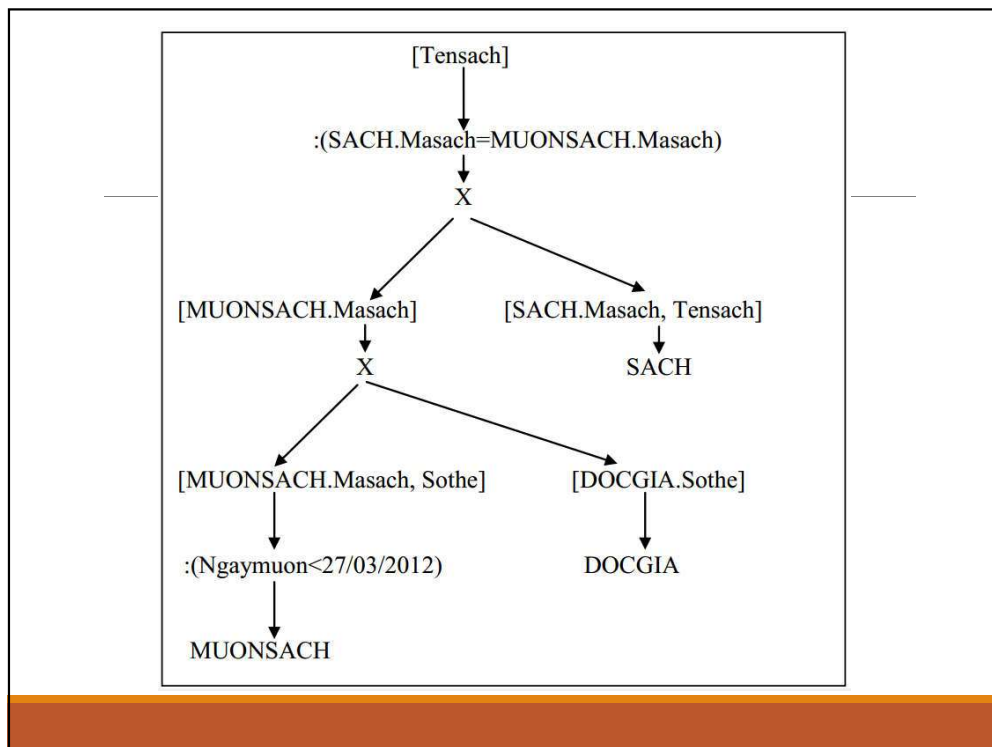 [Tensach]
:(SACH.Masach=MUONSACH.Masach)
X
[MUONSACH.Masach] [SACH.Masach, Tensach]
X SACH
[MUONSACH.Masach, Sothe] [DOCGIA.Sothe]
:(Ngaymuon<27/03/2012) DOCGIA
MUONSACH